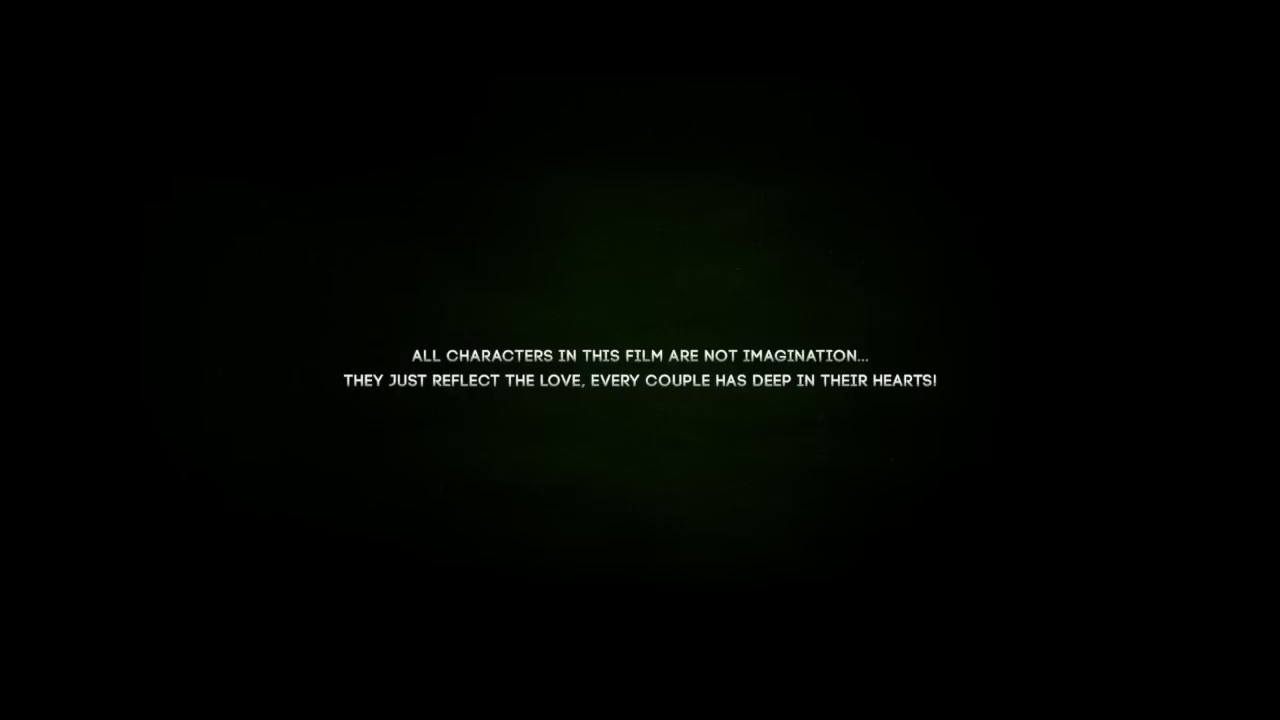 ALL CHARACTERS IN THIS FILM ARE NOT IMAGINATION...
THEY JUST REFLECT THE LOVE, EVERY COUPLE HAS DEEP IN THEIR HEARTS!